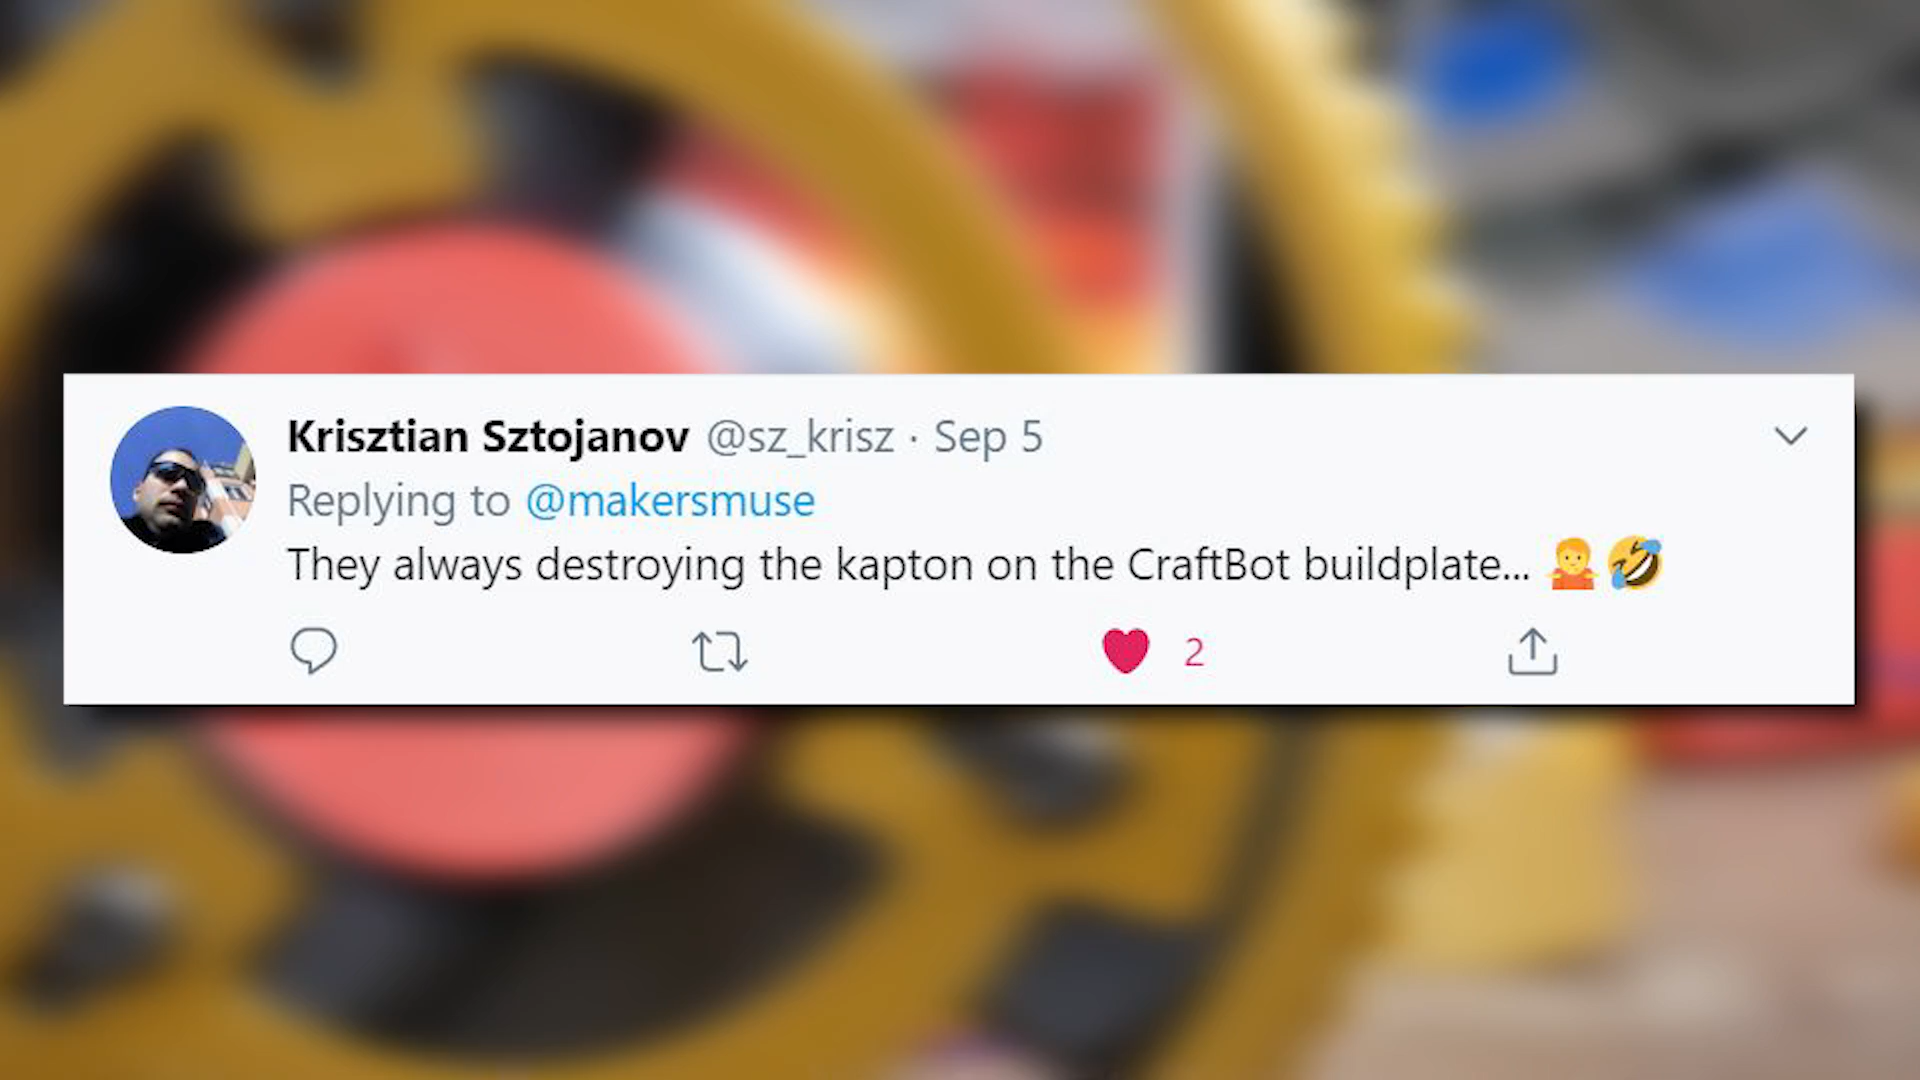 Krisztian Sztojanov @sz_krisz · Sep 5
Replying to @makersmuse
They always destroying the kapton on the CraftBot buildplate... 🤷🤣
2